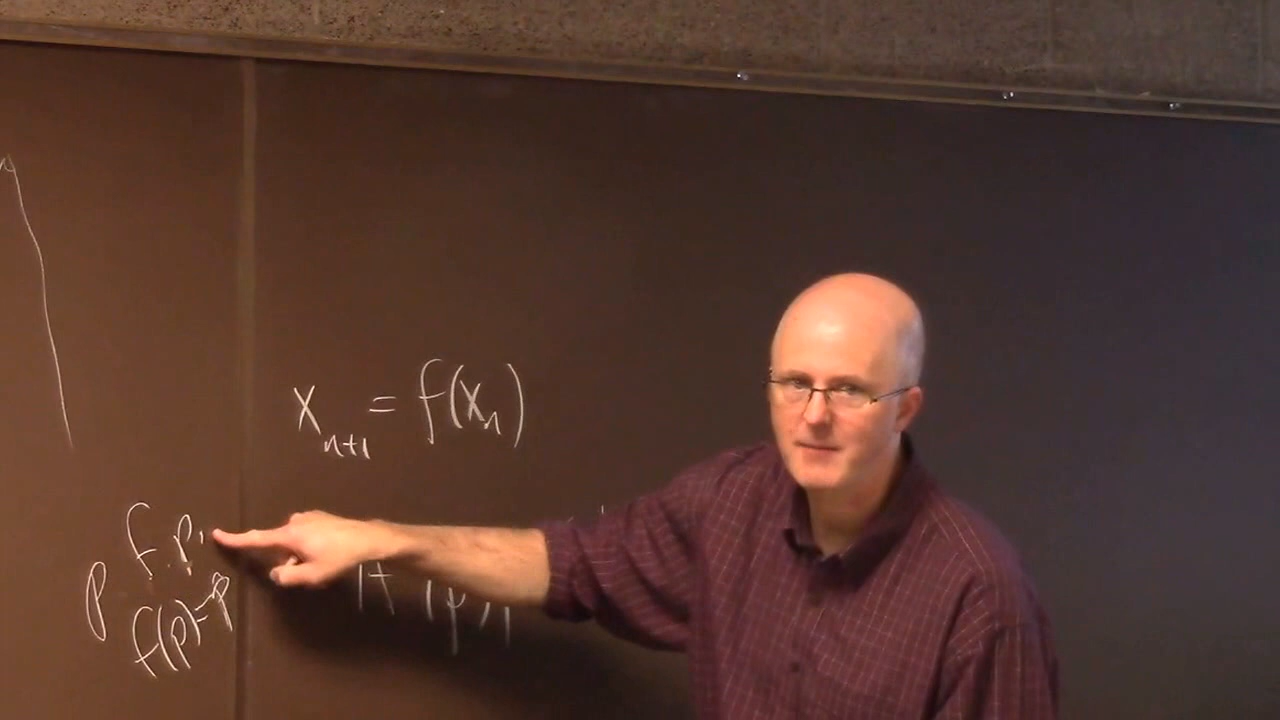 x_{n+1} = f(x_n)
f.p.
p
f(p)=p